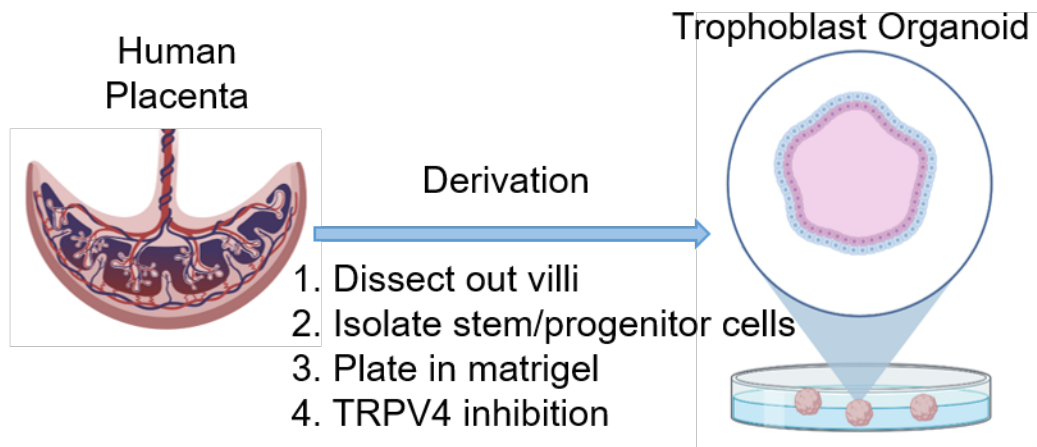 Human
Placenta
Trophoblast Organoid
Derivation
1. Dissect out villi
2. Isolate stem/progenitor cells
3. Plate in matrigel
4. TRPV4 inhibition